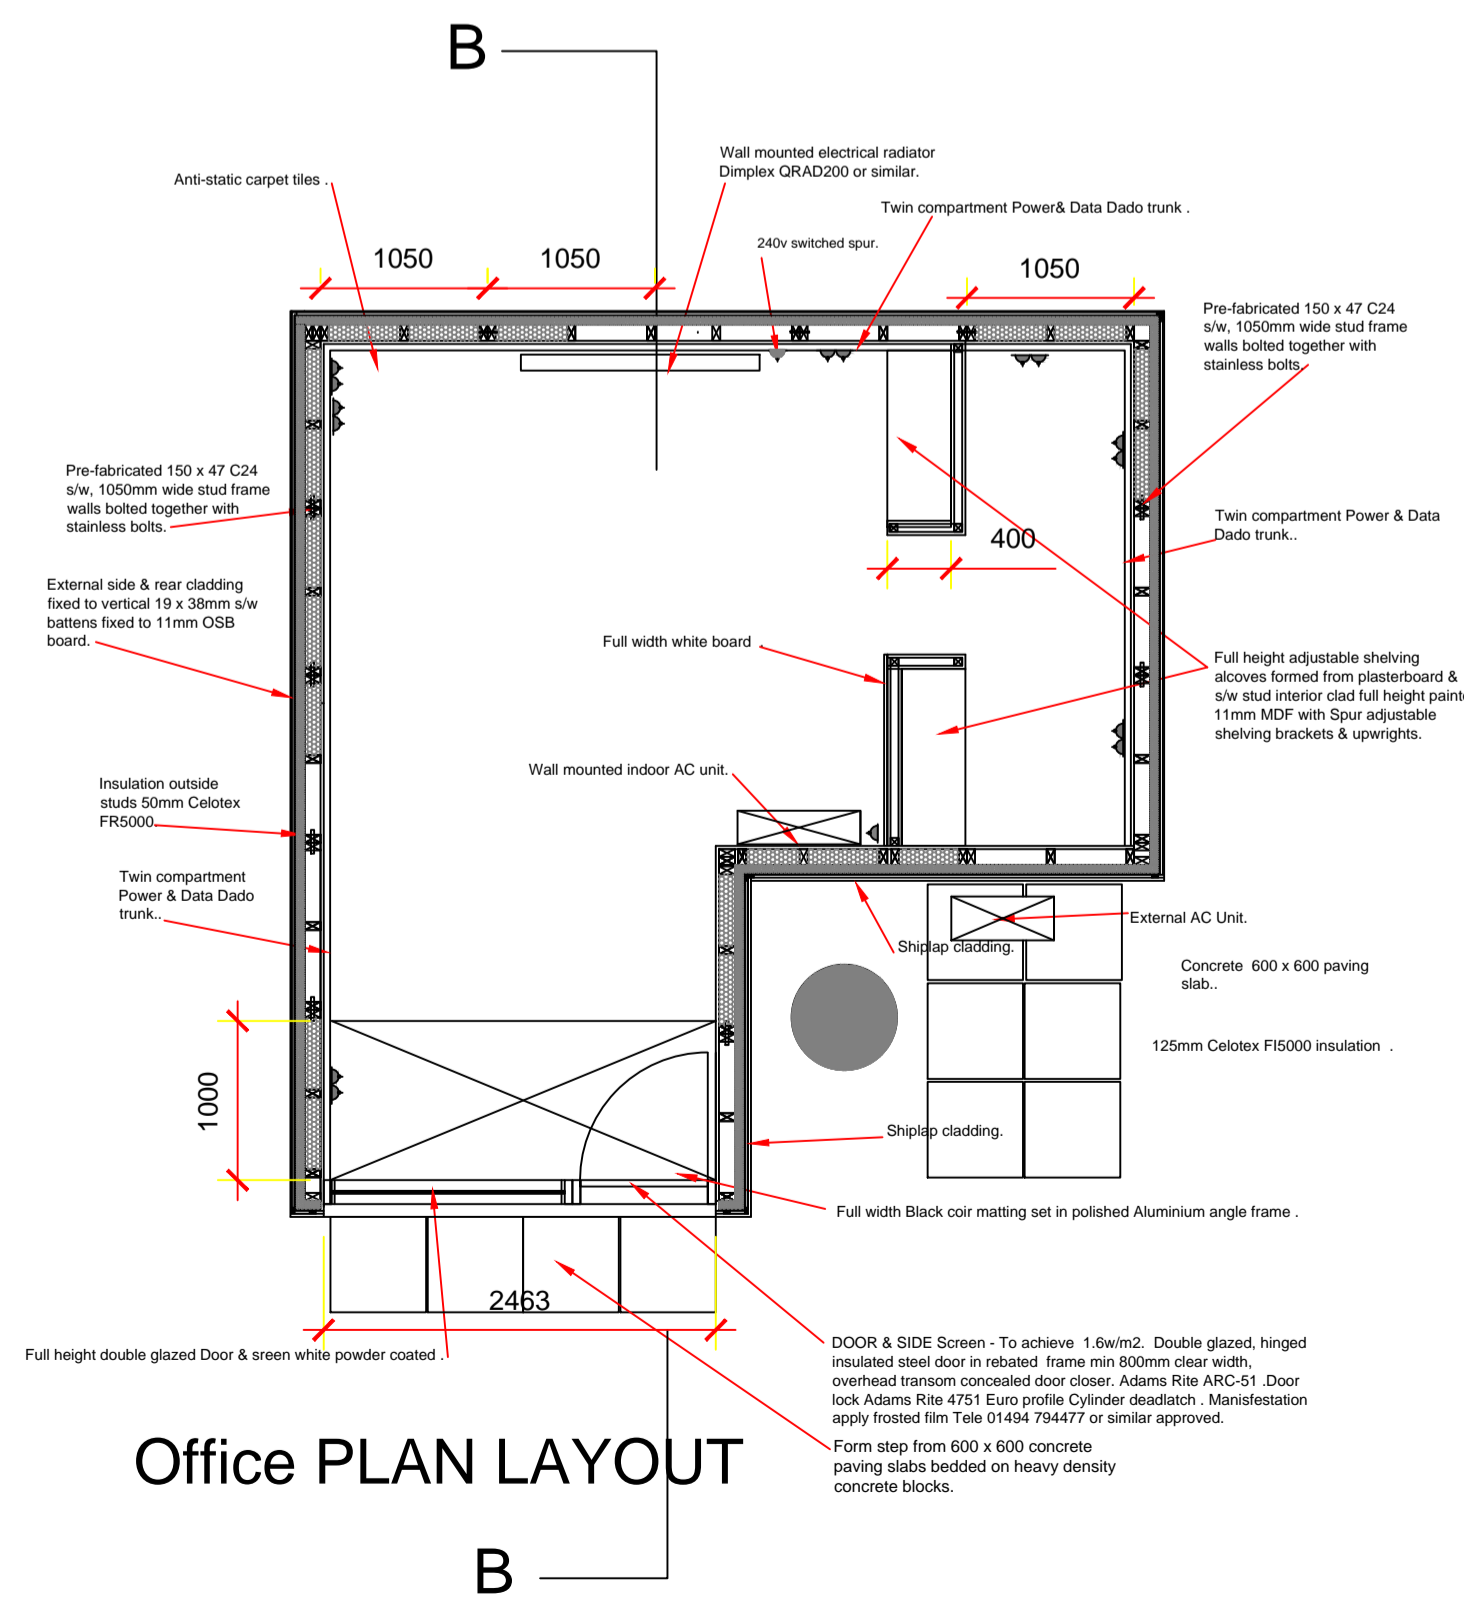 B
Wall mounted electrical radiator
Dimplex QRAD200 or similar.
Anti-static carpet tiles .
Twin compartment Power& Data Dado trunk .
240v switched spur.
1050
1050
1050
Pre-fabricated 150 x 47 C24
s/w, 1050mm wide stud frame
walls bolted together with
stainless bolts.
Pre-fabricated 150 x 47 C24
s/w, 1050mm wide stud frame
walls bolted together with
stainless bolts.
Twin compartment Power & Data
Dado trunk..
400
External side & rear cladding
fixed to vertical 19 x 38mm s/w
battens fixed to 11mm OSB
board.
Full width white board .
Full height adjustable shelving
alcoves formed from plasterboard &
s/w stud interior clad full height painte
11mm MDF with Spur adjustable
shelving brackets & upwrights.
Wall mounted indoor AC unit.
Insulation outside
studs 50mm Celotex
FR5000.
Twin compartment
Power & Data Dado
trunk..
External AC Unit.
Shiplap cladding.
Concrete 600 x 600 paving
slab..
125mm Celotex FI5000 insulation .
1000
Shiplap cladding.
Full width Black coir matting set in polished Aluminium angle frame .
2463
Full height double glazed Door & sreen white powder coated .
DOOR & SIDE Screen - To achieve 1.6w/m2. Double glazed, hinged
insulated steel door in rebated frame min 800mm clear width,
overhead transom concealed door closer. Adams Rite ARC-51 .Door
lock Adams Rite 4751 Euro profile Cylinder deadlatch . Manisfestation
apply frosted film Tele 01494 794477 or similar approved.
Form step from 600 x 600 concrete
paving slabs bedded on heavy density
concrete blocks.
Office PLAN LAYOUT
B